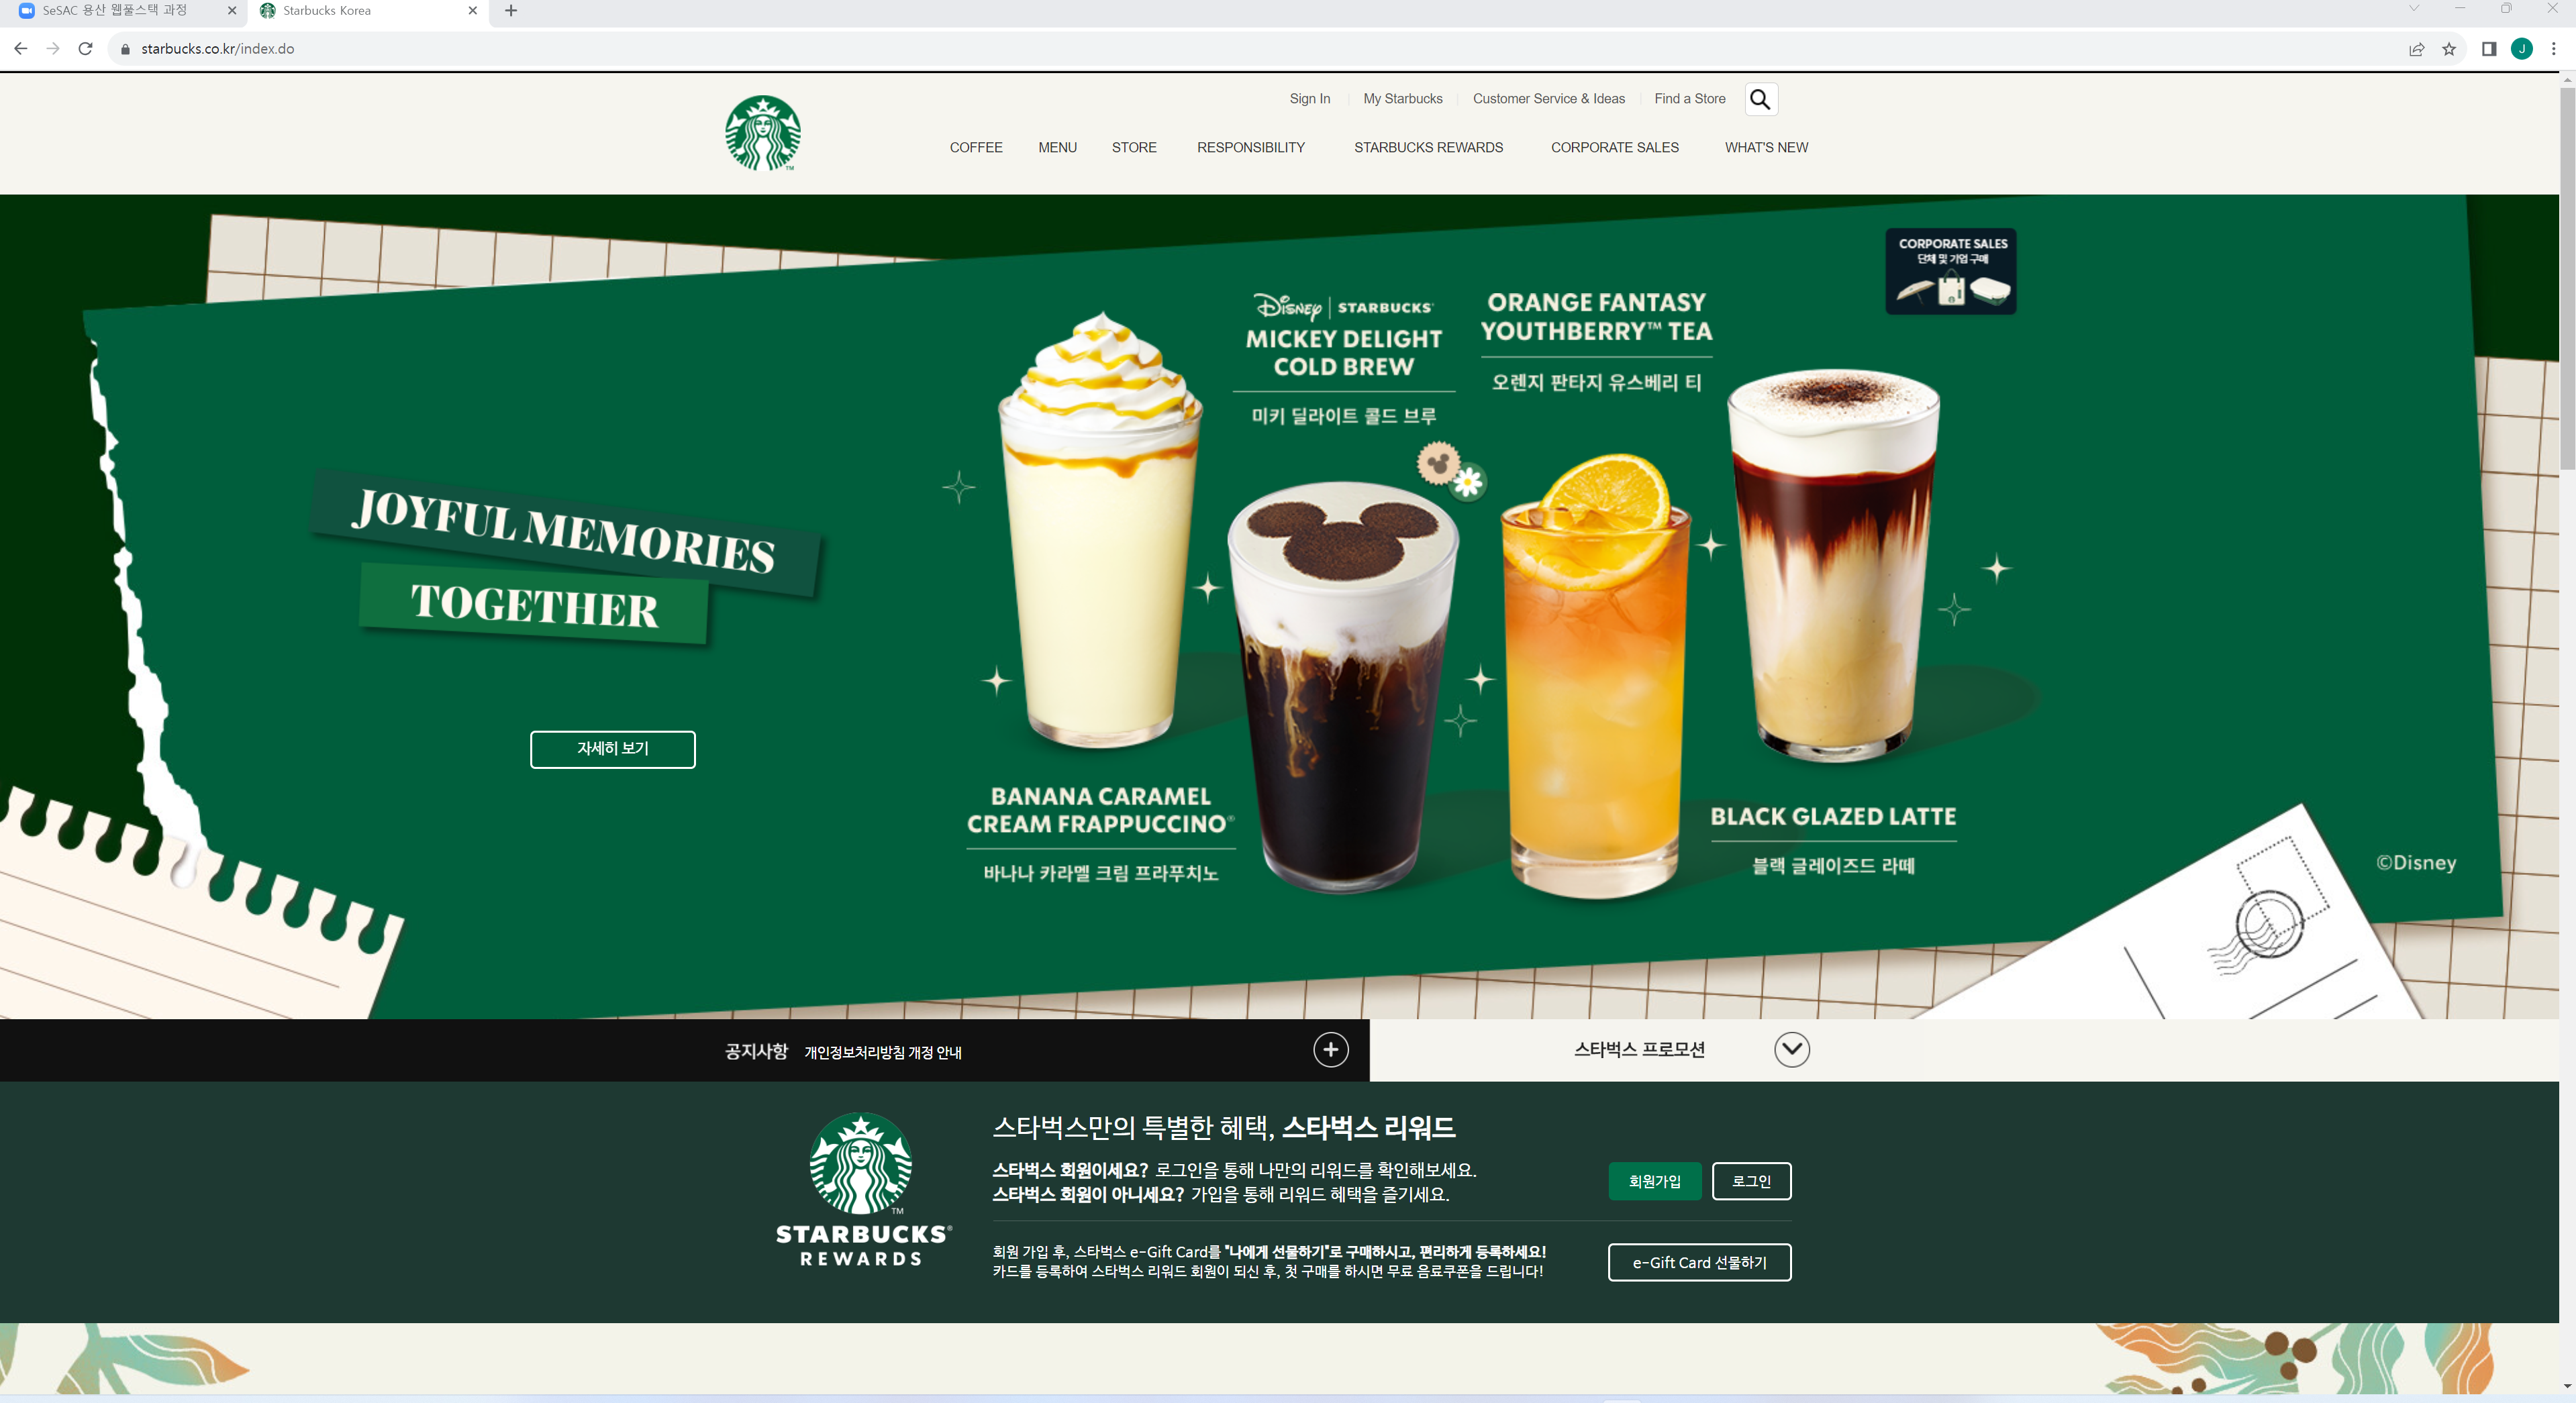 SeSAC 용산 웹풀스택 과정
Starbucks Korea
starbucks.co.kr/index.do
J
Sign In
My Starbucks
Customer Service & Ideas
Find a Store
COFFEE
MENU
STORE
RESPONSIBILITY
STARBUCKS REWARDS
CORPORATE SALES
WHAT'S NEW
TM
CORPORATE SALES
단체 및 기업 구매
Disney | STARBUCKS
MICKEY DELIGHT
COLD BREW
미키 딜라이트 콜드 브루
ORANGE FANTASY
YOUTHBERRY™ TEA
오렌지 판타지 유스베리 티
JOYFUL MEMORIES
TOGETHER
자세히 보기
BANANA CARAMEL
CREAM FRAPPUCCINO®
바나나 카라멜 크림 프라푸치노
BLACK GLAZED LATTE
블랙 글레이즈드 라떼
©Disney
공지사항 개인정보처리방침 개정 안내
스타벅스 프로모션
TM
STARBUCKS®
REWARDS
스타벅스만의 특별한 혜택, 스타벅스 리워드
스타벅스 회원이세요? 로그인을 통해 나만의 리워드를 확인해보세요.
스타벅스 회원이 아니세요? 가입을 통해 리워드 혜택을 즐기세요.
회원가입
로그인
회원 가입 후, 스타벅스 e-Gift Card를 "나에게 선물하기"로 구매하시고, 편리하게 등록하세요!
카드를 등록하여 스타벅스 리워드 회원이 되신 후, 첫 구매를 하시면 무료 음료쿠폰을 드립니다!
e-Gift Card 선물하기